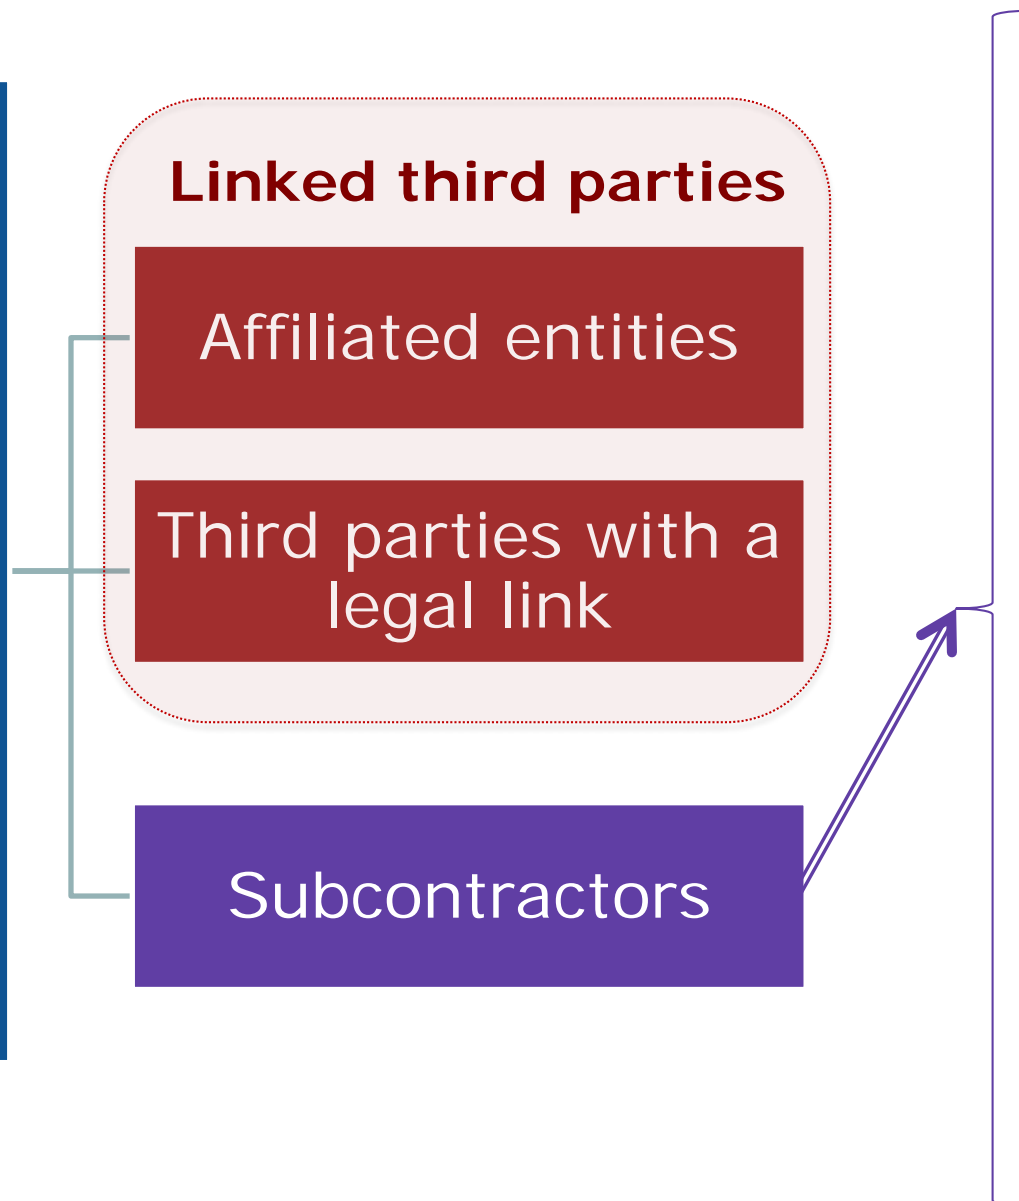 Linked third parties
Affiliated entities
Third parties with a
legal link
Subcontractors